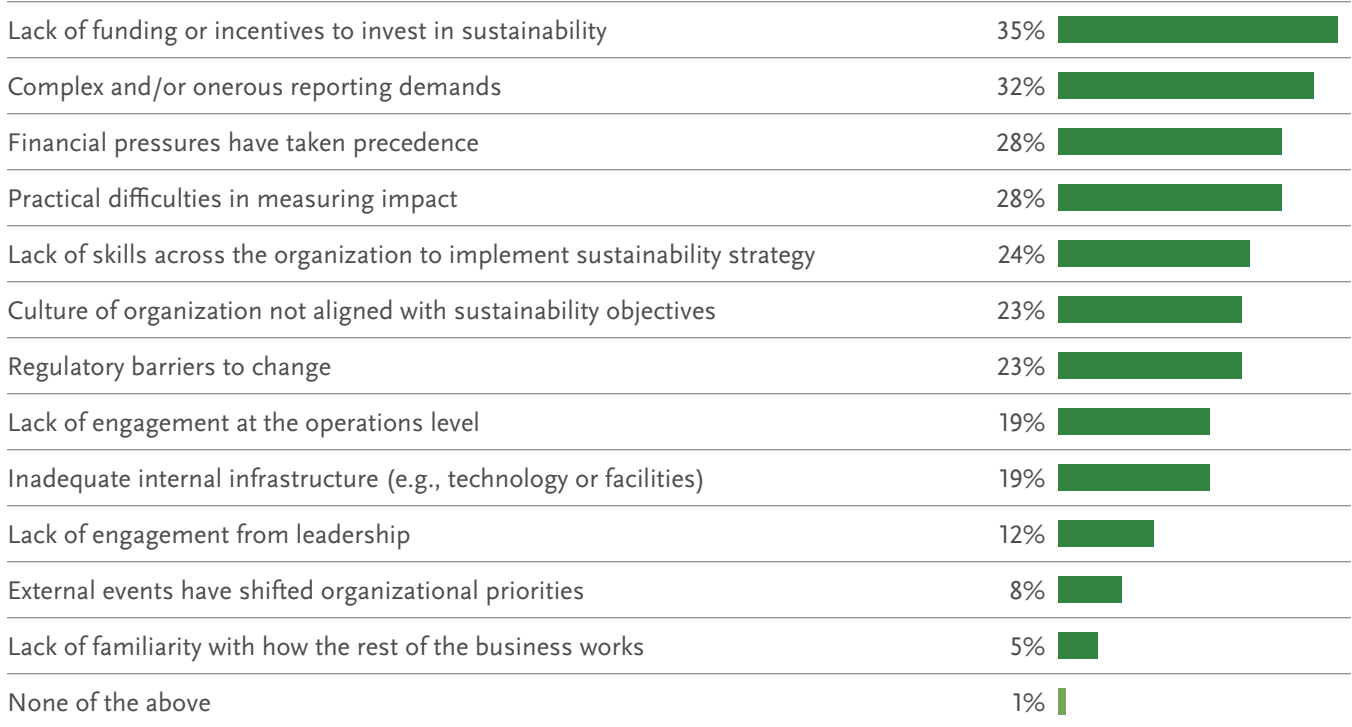 Lack of funding or incentives to invest in sustainability 35%
Complex and/or onerous reporting demands 32%
Financial pressures have taken precedence 28%
Practical difficulties in measuring impact 28%
Lack of skills across the organization to implement sustainability strategy 24%
Culture of organization not aligned with sustainability objectives 23%
Regulatory barriers to change 23%
Lack of engagement at the operations level 19%
Inadequate internal infrastructure (e.g., technology or facilities) 19%
Lack of engagement from leadership 12%
External events have shifted organizational priorities 8%
Lack of familiarity with how the rest of the business works 5%
None of the above 1%